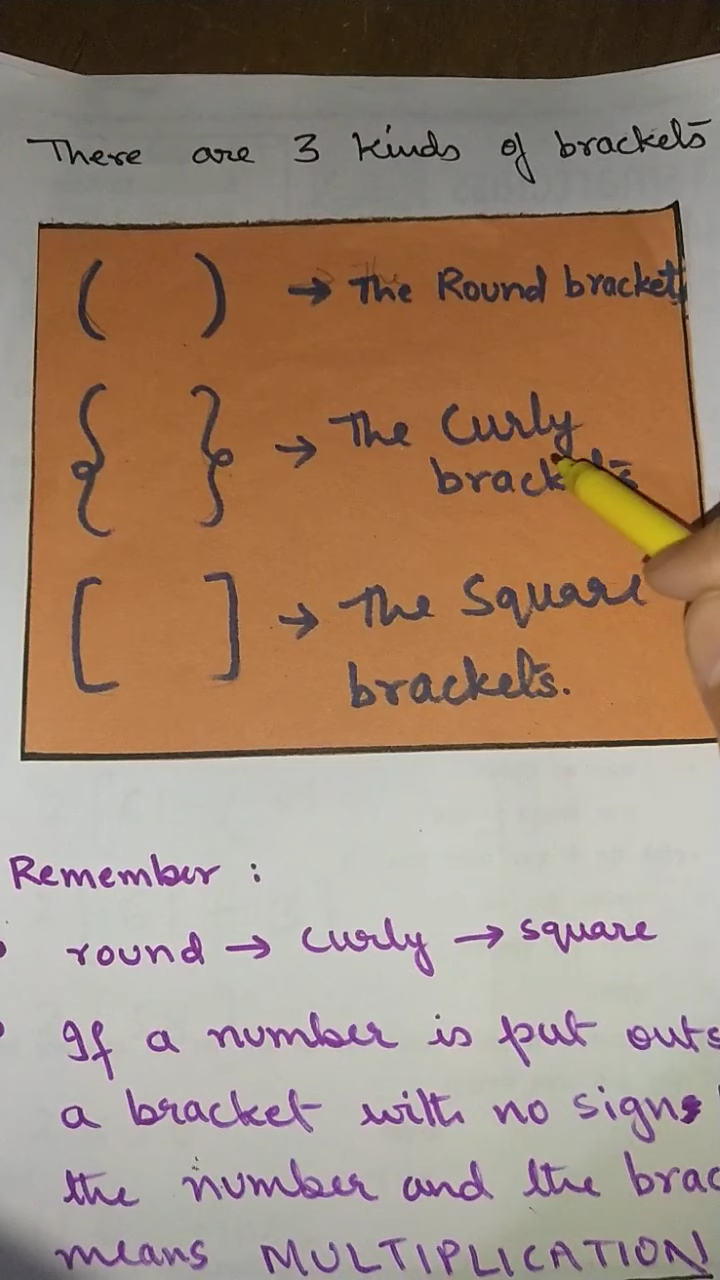 There are 3 kinds of brackets
( ) → The Round bracket
{ } → The Curly
brackets
[ ] → The Square
brackets.
Remember :
round → curly → square
If a number is put outs
a bracket with no signs
the number and the brac
means MULTIPLICATION